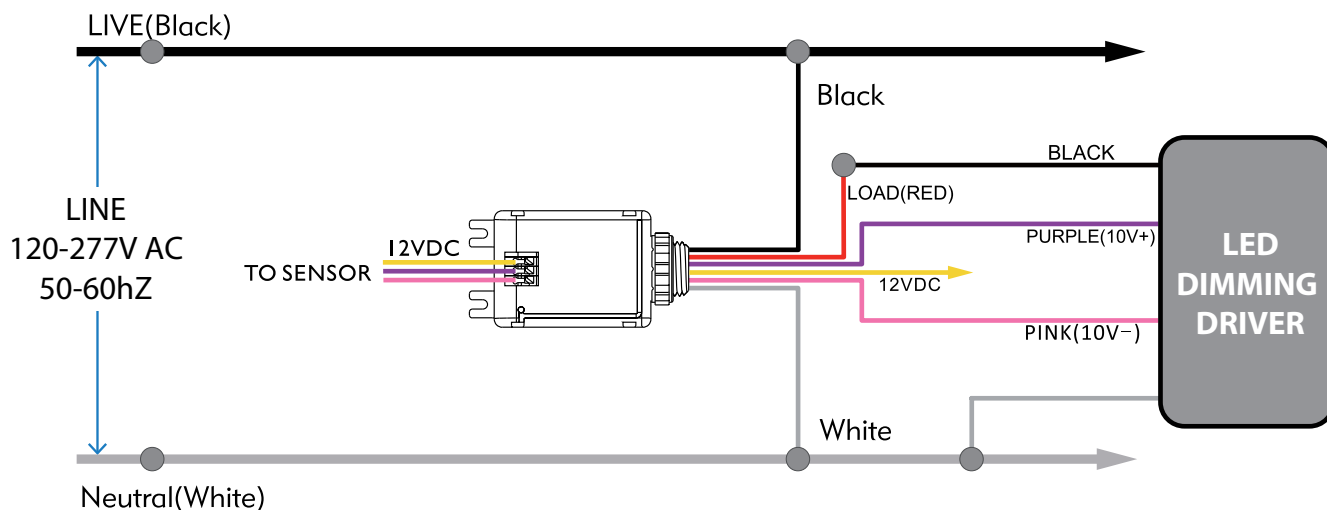 LIVE(Black)
Black
BLACK
LOAD(RED)
LINE
120-277V AC
50-60hZ
12VDC
TO SENSOR
PURPLE(10V+)
12VDC
PINK(10V-)
LED
DIMMING
DRIVER
White
Neutral(White)